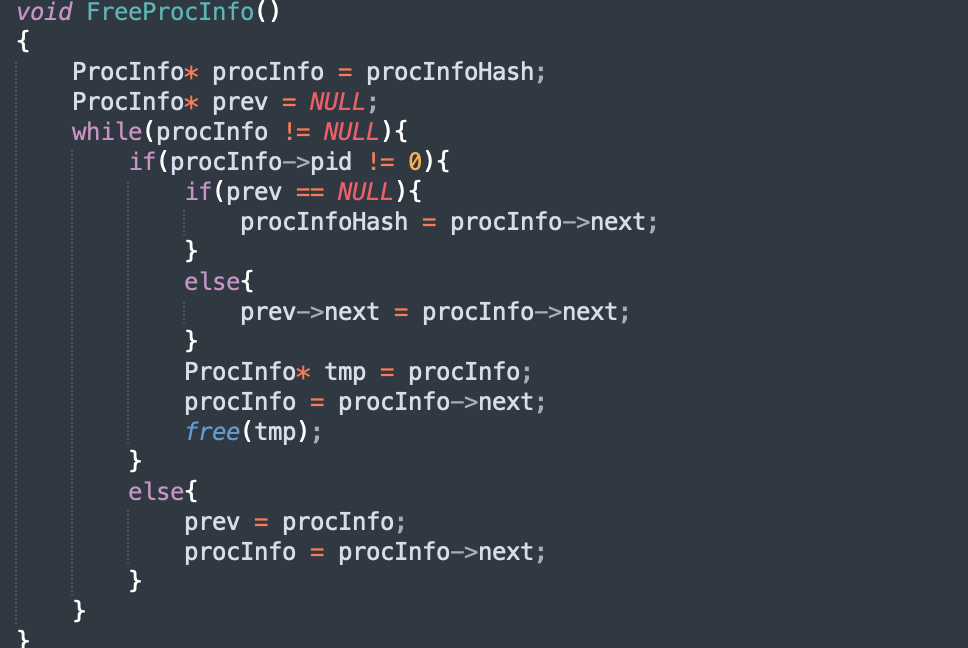 void FreeProcInfo()
{
    ProcInfo* procInfo = procInfoHash;
    ProcInfo* prev = NULL;
    while(procInfo != NULL){
        if(procInfo->pid != 0){
            if(prev == NULL){
                procInfoHash = procInfo->next;
            }
            else{
                prev->next = procInfo->next;
            }
            ProcInfo* tmp = procInfo;
            procInfo = procInfo->next;
            free(tmp);
        }
        else{
            prev = procInfo;
            procInfo = procInfo->next;
        }
    }
}